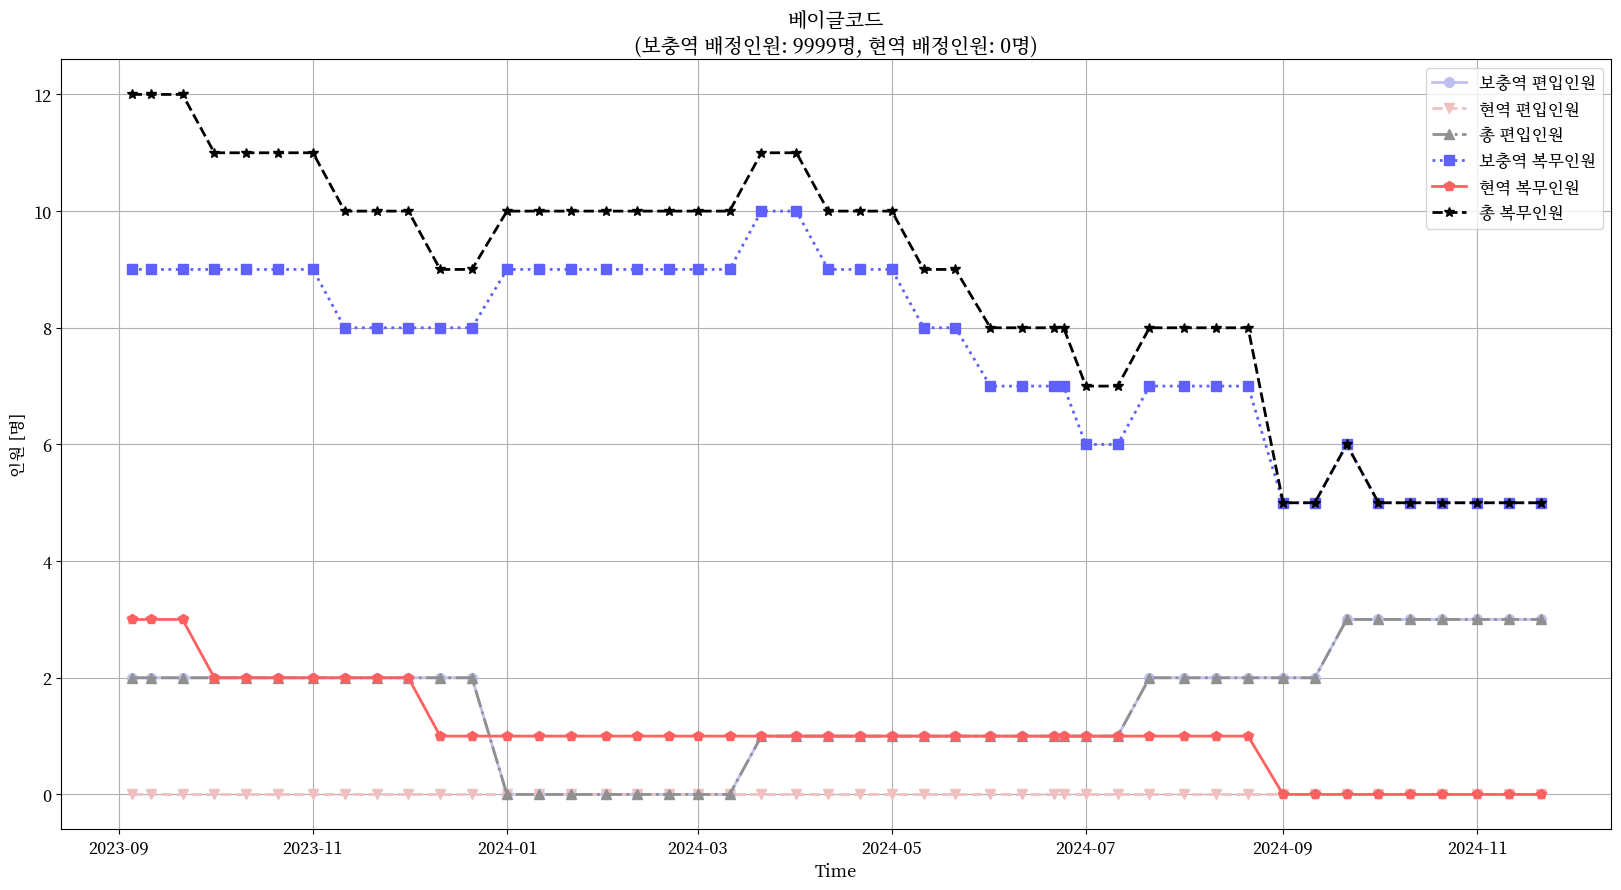 베이글코드
(보충역 배정인원: 9999명, 현역 배정인원: 0명)
보충역 편입인원
현역 편입인원
총 편입인원
보충역 복무인원
현역 복무인원
총 복무인원
인원 [명]
12
10
8
6
4
2
0
2023-09
2023-11
2024-01
2024-03
2024-05
2024-07
2024-09
2024-11
Time